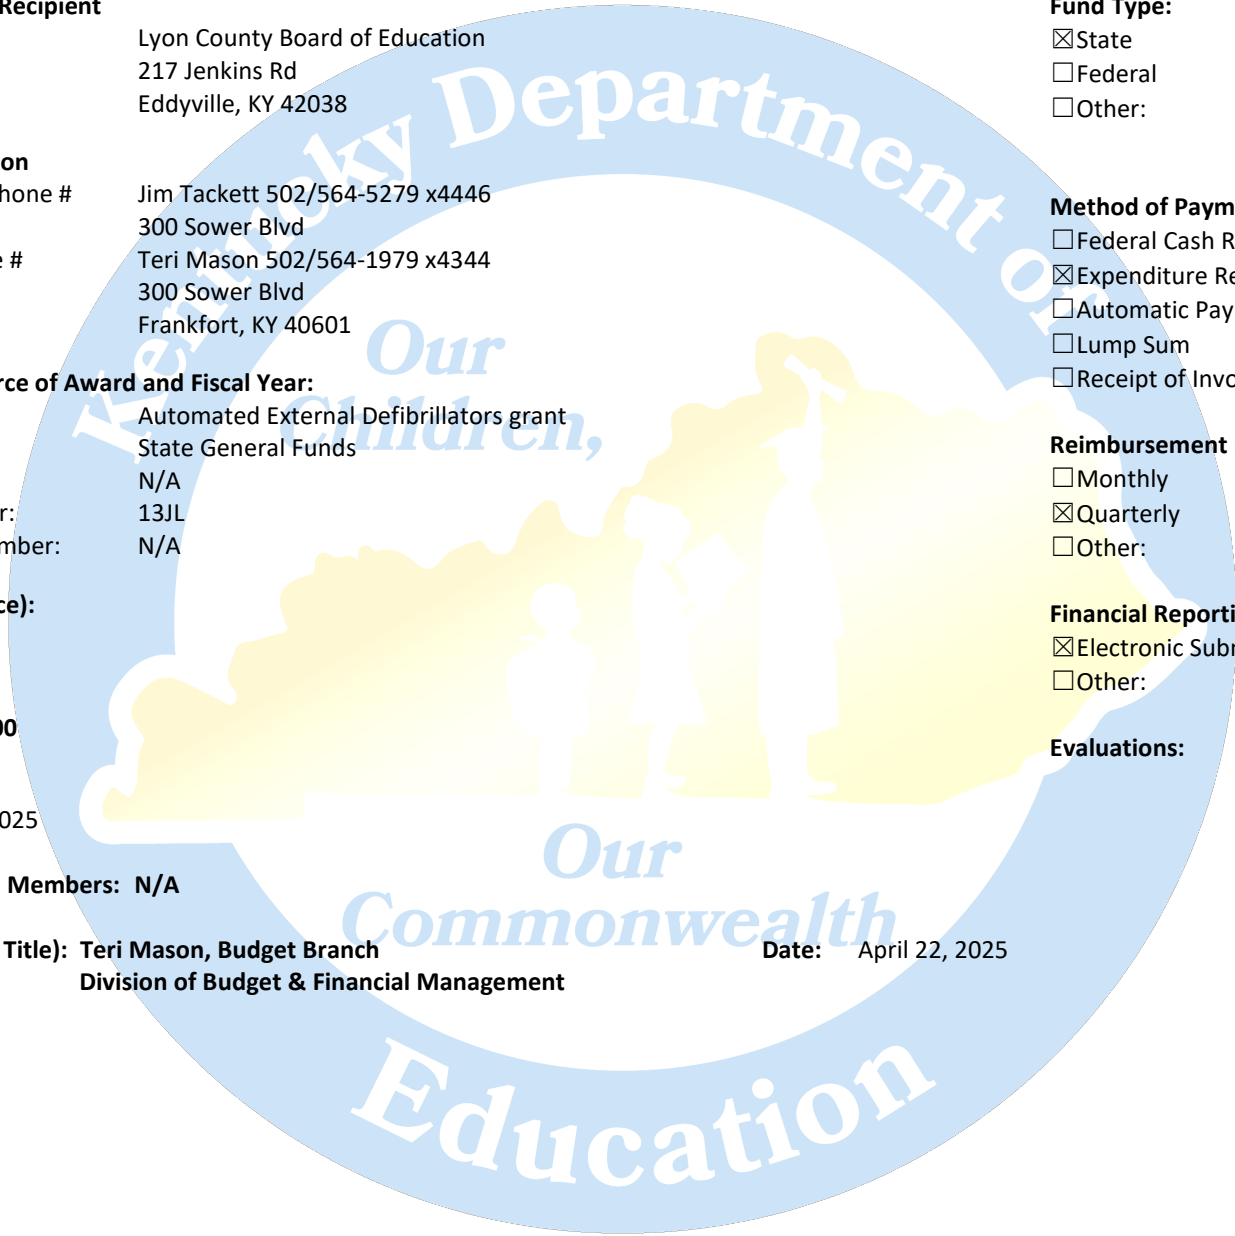 Recipient
Lyon County Board of Education
217 Jenkins Rd
Eddyville, KY 42038
on
hone # Jim Tackett 502/564-5279 x4446
300 Sower Blvd
e # Teri Mason 502/564-1979 x4344
300 Sower Blvd
Frankfort, KY 40601
rce of Award and Fiscal Year:
Automated External Defibrillators grant
State General Funds
N/A
r: 13JL
mber: N/A
ce):
00
025
Members: N/A
Title): Teri Mason, Budget Branch
Division of Budget & Financial Management
Date: April 22, 2025
Fund Type:
☒State
☐Federal
☐Other:
Method of Paym
☐Federal Cash R
☒Expenditure Re
☐Automatic Pay
☐Lump Sum
☐Receipt of Invo
Reimbursement
☐Monthly
☒Quarterly
☐Other:
Financial Reporti
☒Electronic Subr
☐Other:
Evaluations:
Kentucky Department of
Education
Our
Children,
Our
Commonwealth